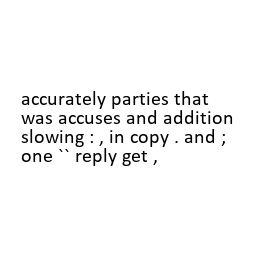 accurately parties that
was accuses and addition
slowing : , in copy . and ;
one `` reply get ,